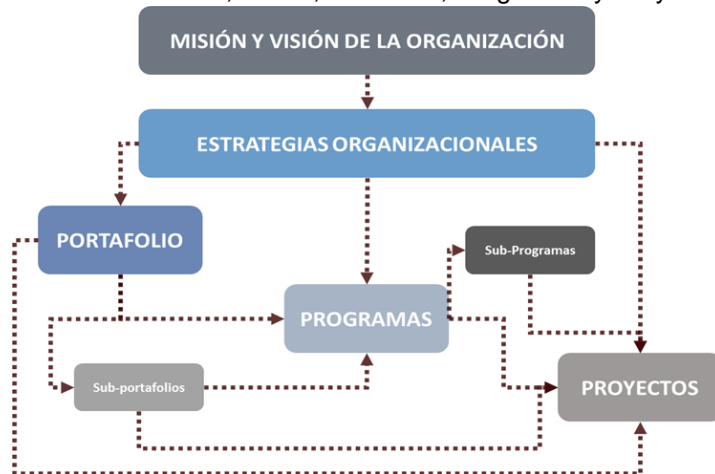 MISIÓN Y VISIÓN DE LA ORGANIZACIÓN
ESTRATEGIAS ORGANIZACIONALES
PORTAFOLIO
Sub-Programas
PROGRAMAS
Sub-portafolios
PROYECTOS